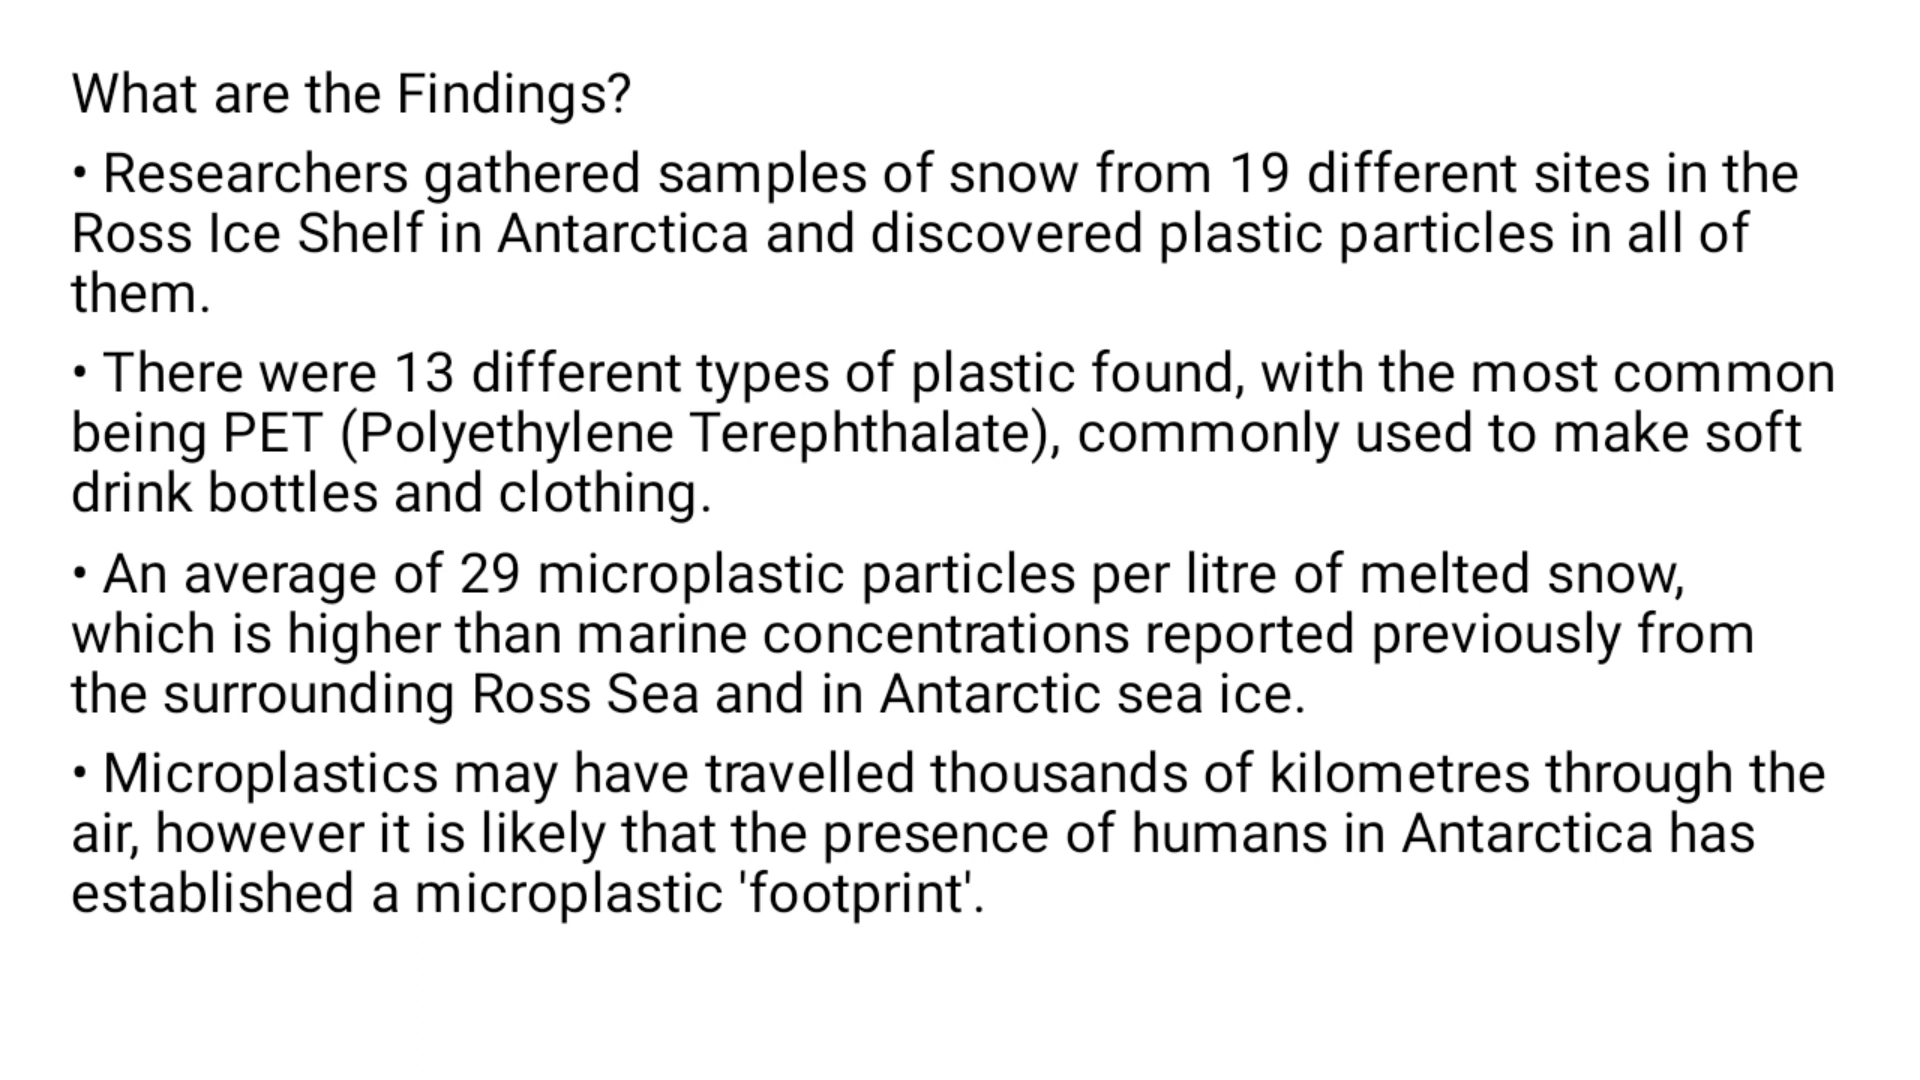 What are the Findings?
• Researchers gathered samples of snow from 19 different sites in the
Ross Ice Shelf in Antarctica and discovered plastic particles in all of
them.
• There were 13 different types of plastic found, with the most common
being PET (Polyethylene Terephthalate), commonly used to make soft
drink bottles and clothing.
• An average of 29 microplastic particles per litre of melted snow,
which is higher than marine concentrations reported previously from
the surrounding Ross Sea and in Antarctic sea ice.
• Microplastics may have travelled thousands of kilometres through the
air, however it is likely that the presence of humans in Antarctica has
established a microplastic 'footprint'.